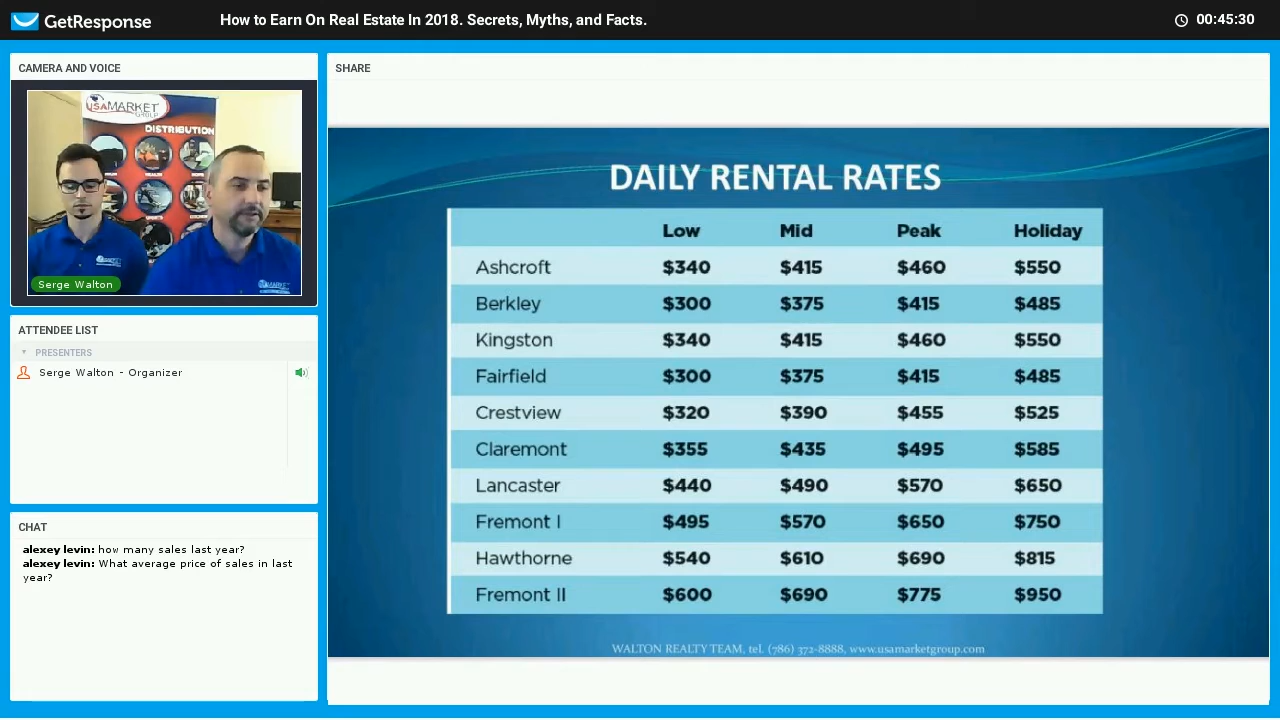 GetResponse
How to Earn On Real Estate In 2018. Secrets, Myths, and Facts.
00:45:30
CAMERA AND VOICE
USAMARKET
GROUP
DISTRIBUTION
Serge Walton
ATTENDEE LIST
PRESENTERS
Serge Walton - Organizer
CHAT
alexey levin: how many sales last year?
alexey levin: What average price of sales in last
year?
SHARE
DAILY RENTAL RATES
Low Mid Peak Holiday
Ashcroft $340 $415 $460 $550
Berkley $300 $375 $415 $485
Kingston $340 $415 $460 $550
Fairfield $300 $375 $415 $485
Crestview $320 $390 $455 $525
Claremont $355 $435 $495 $585
Lancaster $440 $490 $570 $650
Fremont I $495 $570 $650 $750
Hawthorne $540 $610 $690 $815
Fremont II $600 $690 $775 $950
WALTON REALTY TEAM, tel. (786) 372-8888, www.usamarketgroup.com